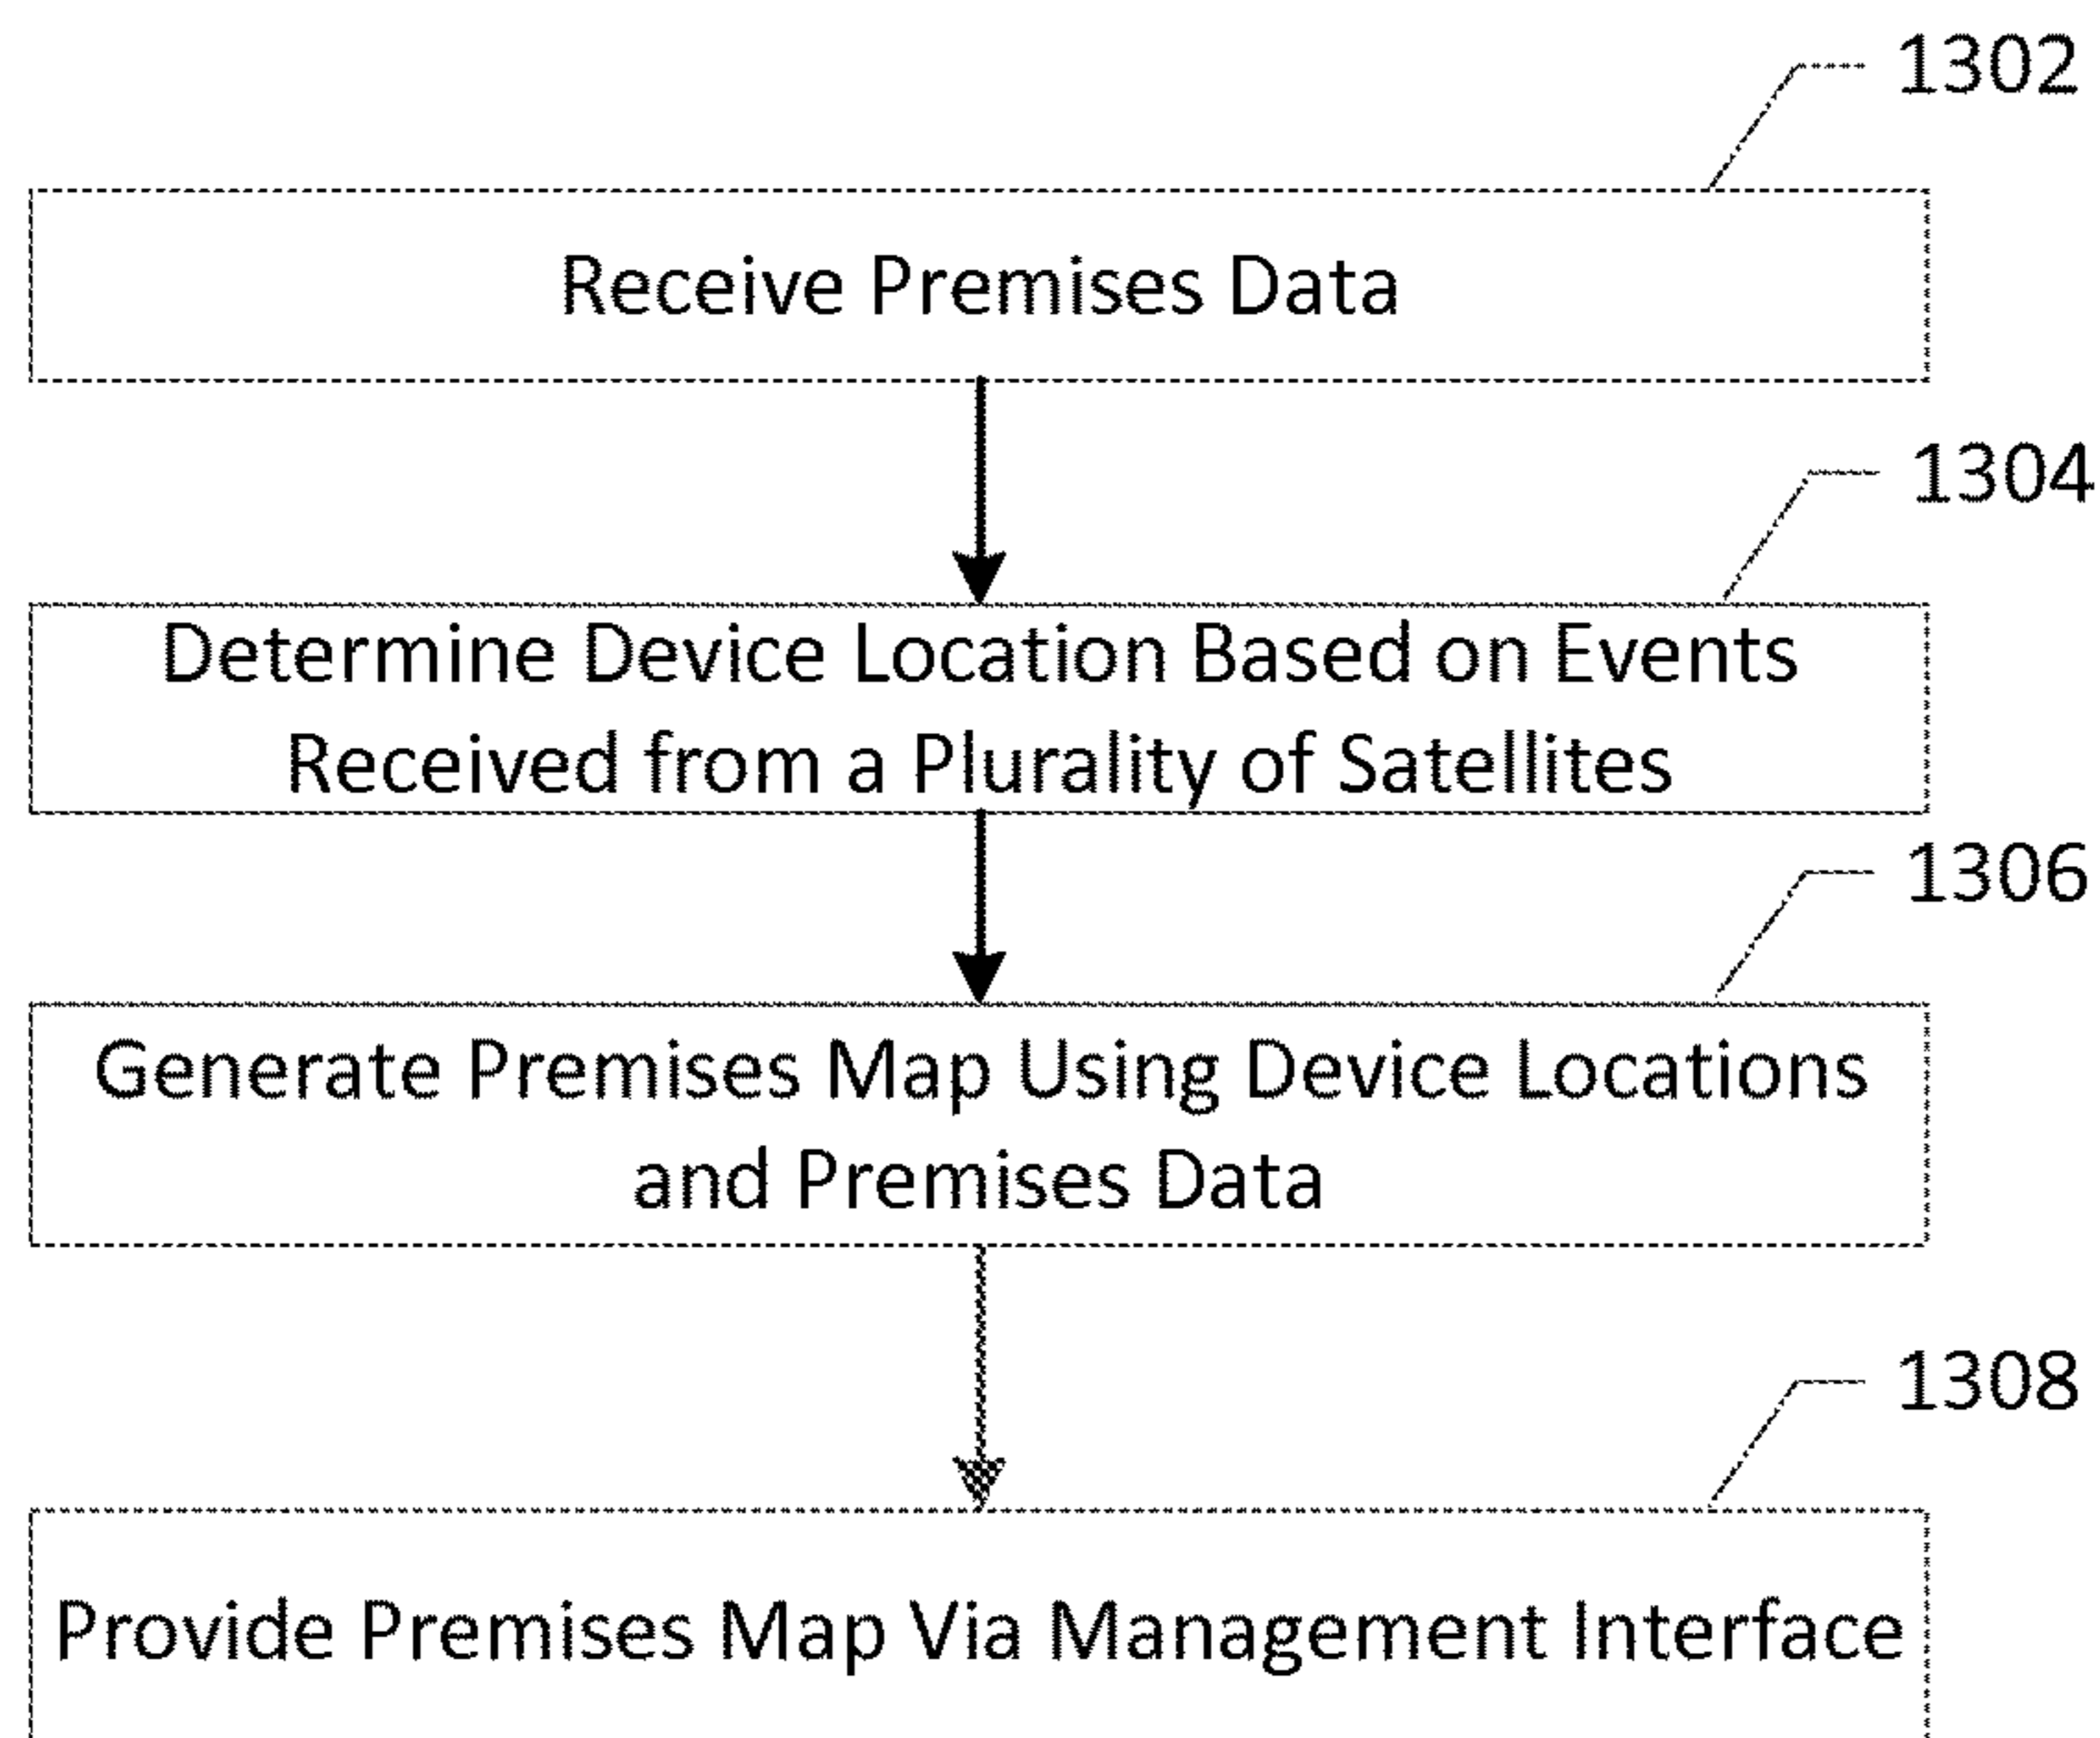 1302
Receive Premises Data
1304
Determine Device Location Based on Events
Received from a Plurality of Satellites
1306
Generate Premises Map Using Device Locations
and Premises Data
1308
Provide Premises Map Via Management Interface